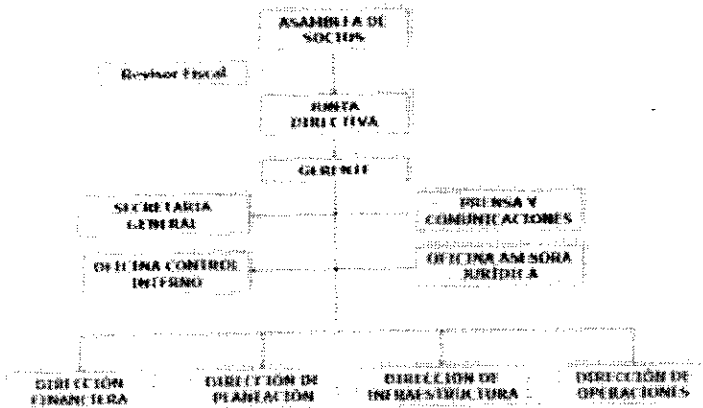 ASAMBLEA DE
SOCIOS
Revisor Fiscal
JUNTA
DIRECTIVA
GERENTE
SECRETARIA
GENERAL
PRENSA Y
COMUNICACIONES
OFICINA CONTROL
INTERNO
OFICINA ASESORA
JURÍDICA
DIRECCIÓN
FINANCIERA
DIRECCIÓN DE
PLANEACIÓN
DIRECCIÓN DE
INFRAESTRUCTURA
DIRECCIÓN DE
OPERACIONES